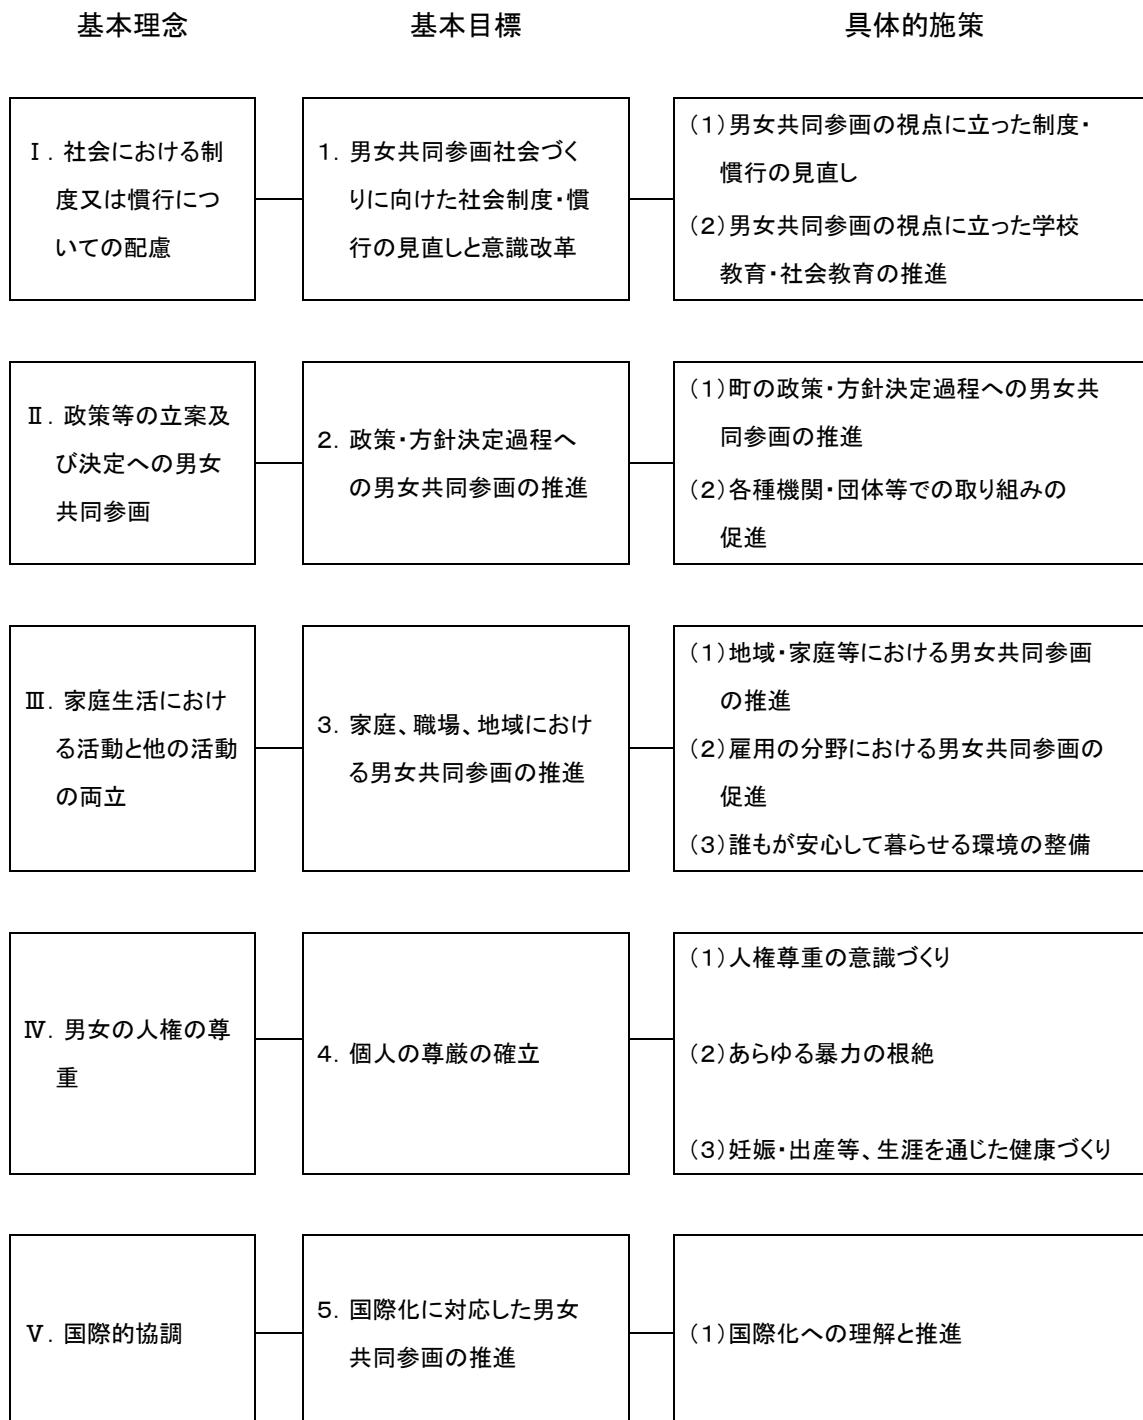 基本理念
基本目標
具体的施策
Ⅰ．社会における制
度又は慣行につ
いての配慮
１．男女共同参画社会づく
りに向けた社会制度・慣
行の見直しと意識改革
（１）男女共同参画の視点に立った制度・
慣行の見直し
（２）男女共同参画の視点に立った学校
教育・社会教育の推進
Ⅱ．政策等の立案及
び決定への男女
共同参画
２．政策・方針決定過程へ
の男女共同参画の推進
（１）町の政策・方針決定過程への男女共
同参画の推進
（２）各種機関・団体等での取り組みの
促進
Ⅲ．家庭生活におけ
る活動と他の活動
の両立
３．家庭、職場、地域におけ
る男女共同参画の推進
（１）地域・家庭等における男女共同参画
の推進
（２）雇用の分野における男女共同参画の
促進
（３）誰もが安心して暮らせる環境の整備
Ⅳ．男女の人権の尊
重
４．個人の尊厳の確立
（１）人権尊重の意識づくり
（２）あらゆる暴力の根絶
（３）妊娠・出産等、生涯を通じた健康づくり
Ⅴ．国際的協調
５．国際化に対応した男女
共同参画の推進
（１）国際化への理解と推進